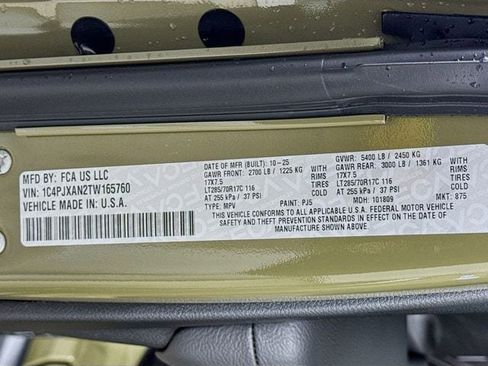 MFD BY: FCA US LLC
VIN: 1C4PJXAN2TW165760
VEHICLE MADE IN: U.S.A.
DATE OF MFR (BUILT): 10-25
GVWR: 5400 LB / 2450 KG
GAWR FRONT: 2700 LB / 1225 KG WITH
GAWR REAR: 3000 LB / 1361 KG WITH
17X7.5 RIMS
17X7.5 RIMS
LT285/70R17C 116 TIRES
LT285/70R17C 116 TIRES
AT 255 kPa / 37 PSI COLD
AT 255 kPa / 37 PSI COLD
TYPE: MPV PAINT: PJ5 MDH: 101809 MKT: 875
THIS VEHICLE CONFORMS TO ALL APPLICABLE U.S.A. FEDERAL MOTOR VEHICLE
SAFETY AND THEFT PREVENTION STANDARDS IN EFFECT ON THE DATE OF
MANUFACTURE SHOWN ABOVE.